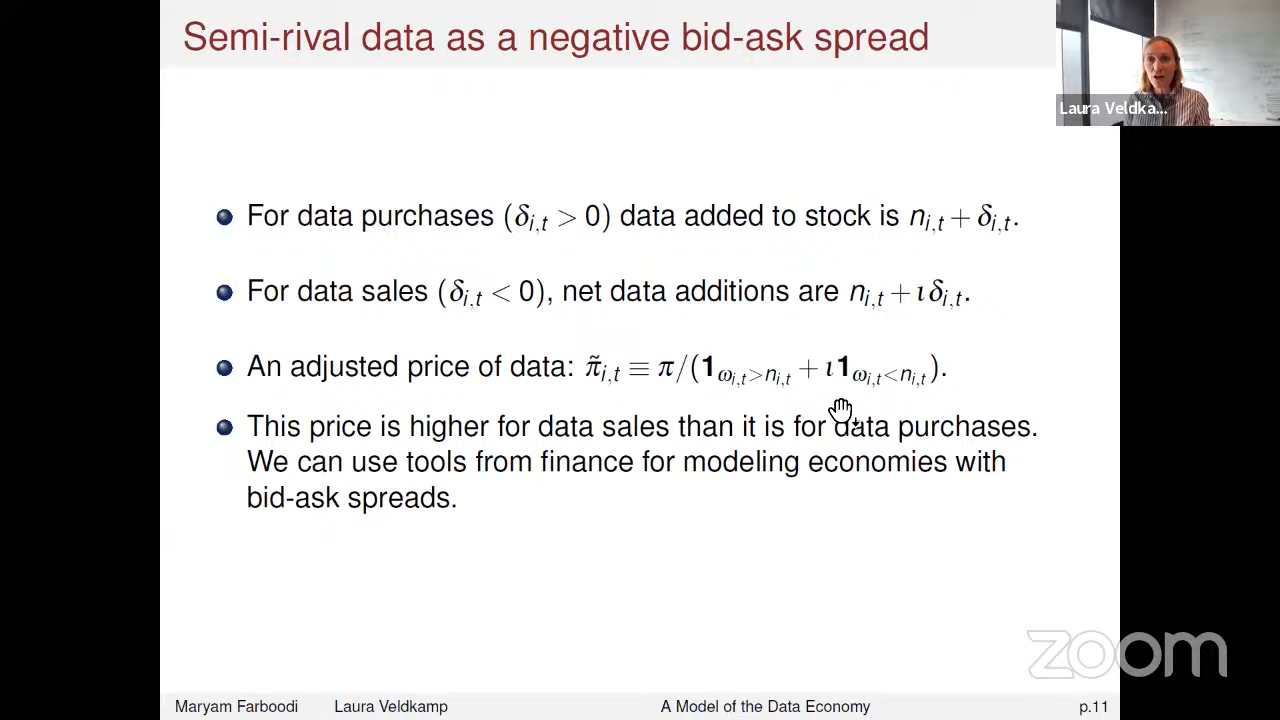 Semi-rival data as a negative bid-ask spread
Laura Veldka...
For data purchases (δ_{i,t} > 0) data added to stock is n_{i,t} + δ_{i,t}.
For data sales (δ_{i,t} < 0), net data additions are n_{i,t} + ιδ_{i,t}.
An adjusted price of data: π̃_{i,t} ≡ π/(𝟏_{ω_{i,t}>n_{i,t}} + ι𝟏_{ω_{i,t}<n_{i,t}}).
This price is higher for data sales than it is for data purchases.
We can use tools from finance for modeling economies with
bid-ask spreads.
zoom
Maryam Farboodi Laura Veldkamp A Model of the Data Economy p.11